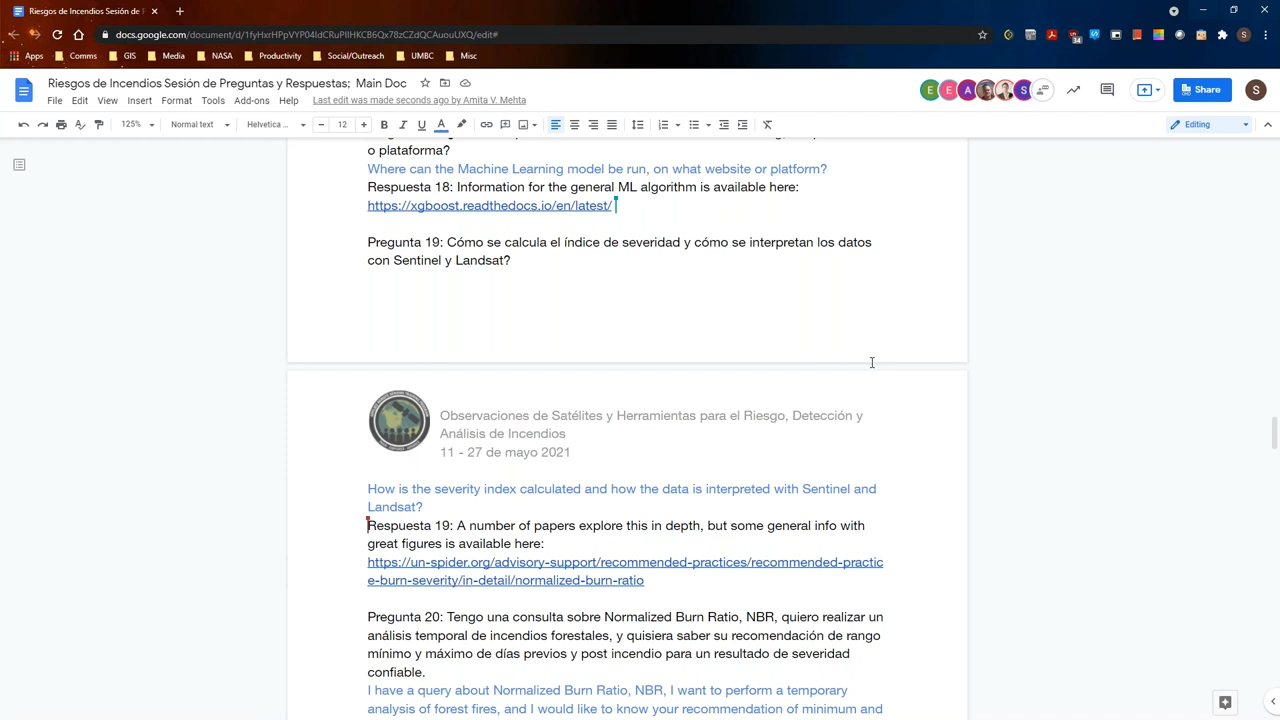 Riesgos de Incendios Sesión de P
docs.google.com/document/d/1fyHxrHPpVYP04IdCRuPIlHKCB6Qx78zCZdQCAuouUXQ/edit#
Apps Comms GIS Media NASA Productivity Social/Outreach UMBC Misc
Riesgos de Incendios Sesión de Preguntas y Respuestas; Main Doc
File Edit View Insert Format Tools Add-ons Help Last edit was made seconds ago by Amita V. Mehta
Share
125% Normal text Helvetica ... 12 Editing
o plataforma?
Where can the Machine Learning model be run, on what website or platform?
Respuesta 18: Information for the general ML algorithm is available here:
https://xgboost.readthedocs.io/en/latest/
Pregunta 19: Cómo se calcula el índice de severidad y cómo se interpretan los datos
con Sentinel y Landsat?
Observaciones de Satélites y Herramientas para el Riesgo, Detección y
Análisis de Incendios
11 - 27 de mayo 2021
How is the severity index calculated and how the data is interpreted with Sentinel and
Landsat?
Respuesta 19: A number of papers explore this in depth, but some general info with
great figures is available here:
https://un-spider.org/advisory-support/recommended-practices/recommended-practic
e-burn-severity/in-detail/normalized-burn-ratio
Pregunta 20: Tengo una consulta sobre Normalized Burn Ratio, NBR, quiero realizar un
análisis temporal de incendios forestales, y quisiera saber su recomendación de rango
mínimo y máximo de días previos y post incendio para un resultado de severidad
confiable.
I have a query about Normalized Burn Ratio, NBR, I want to perform a temporary
analysis of forest fires, and I would like to know your recommendation of minimum and